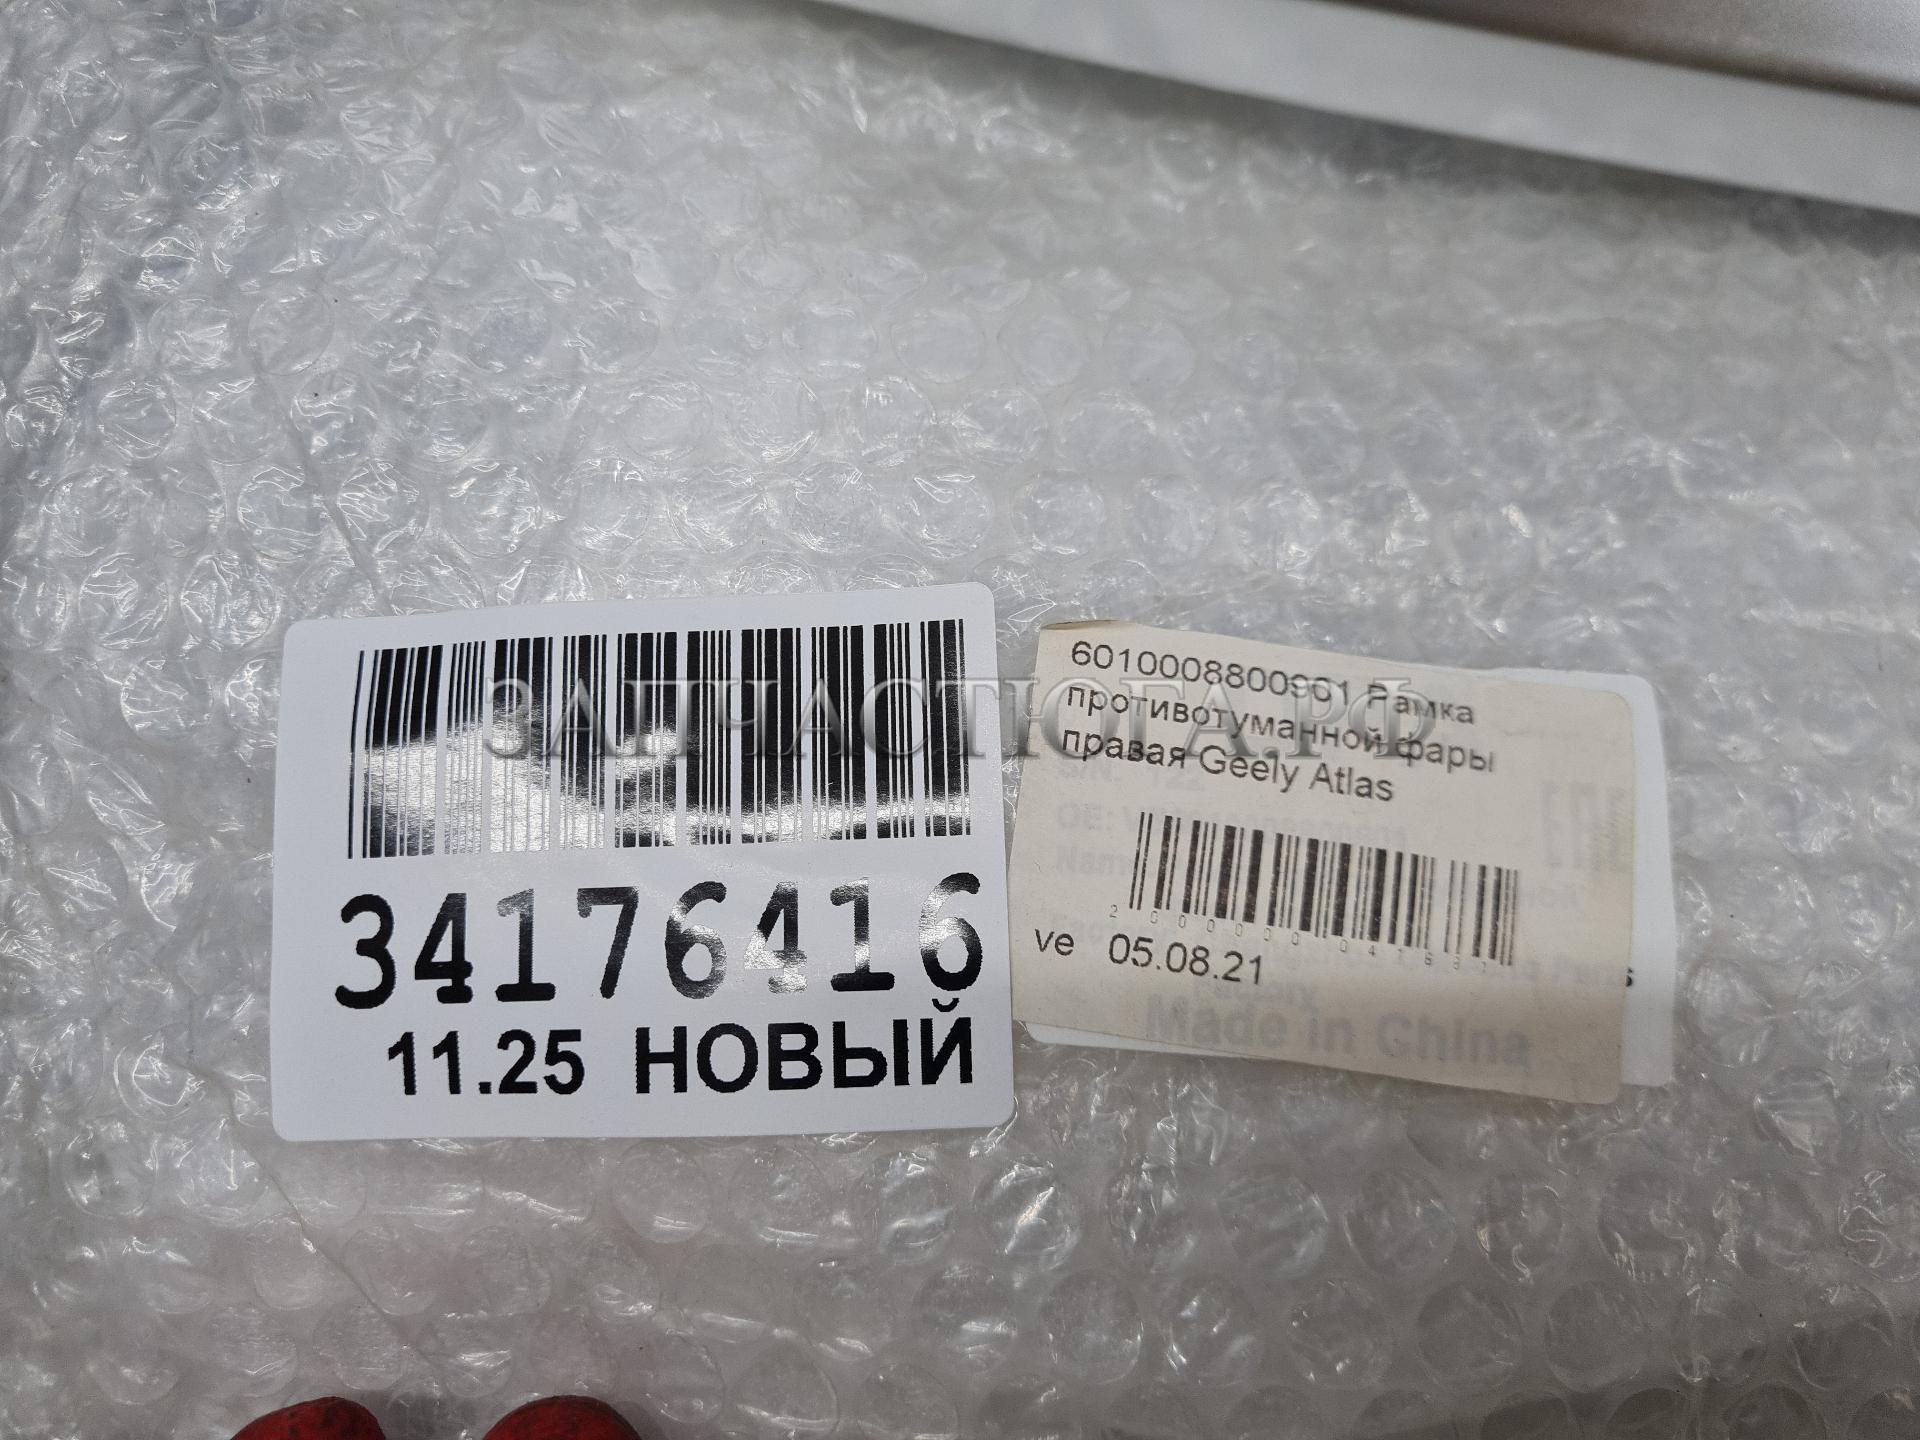 34176416
11.25 НОВЫЙ
6010008800901 Рамка
противотуманной фары
правая Geely Atlas
ve 05.08.21
Made in China
ЗАПЧАСТЮГА.РФ